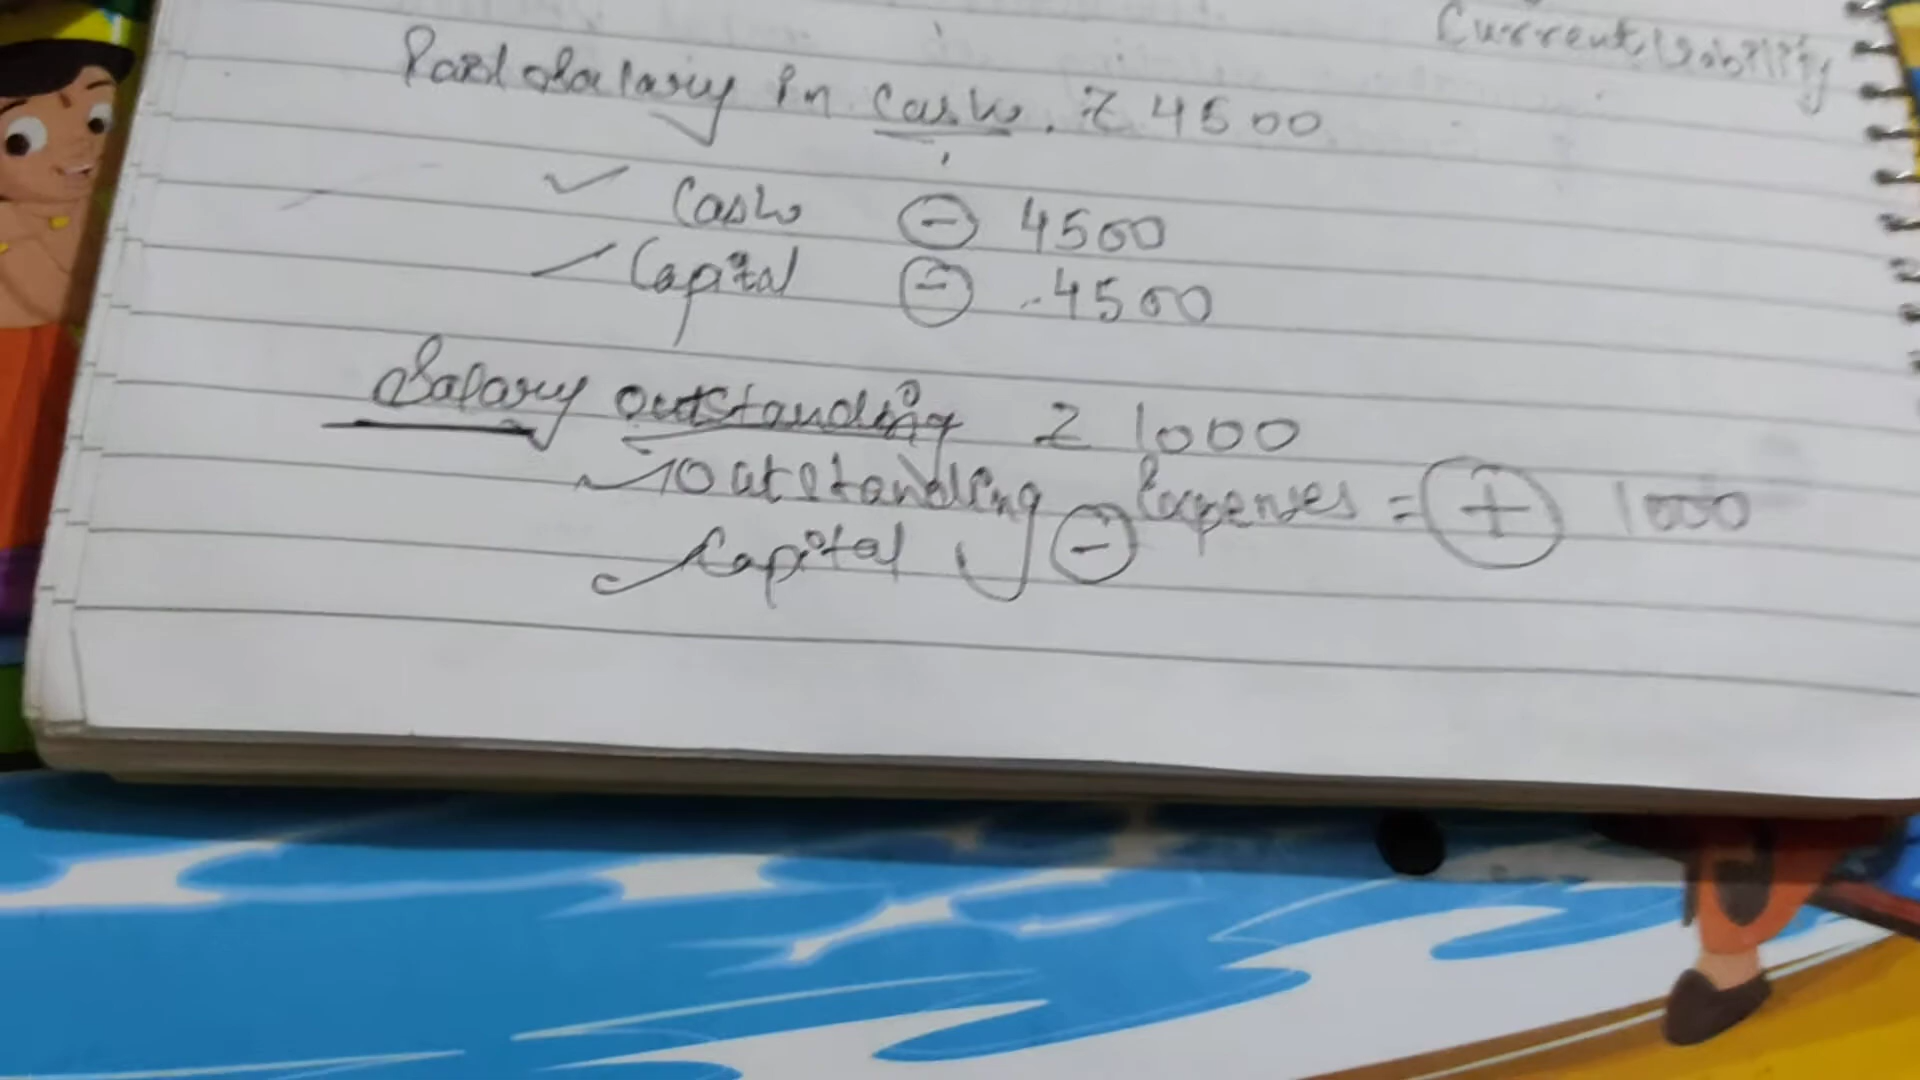 Current Liability
Paid Salary in Cash. ₹ 4500
✓ Cash ⊖ 4500
Capital ⊖ 4500
Salary outstanding ₹ 1000
Outstanding Expenses = ⊕ 1000
Capital ⊖